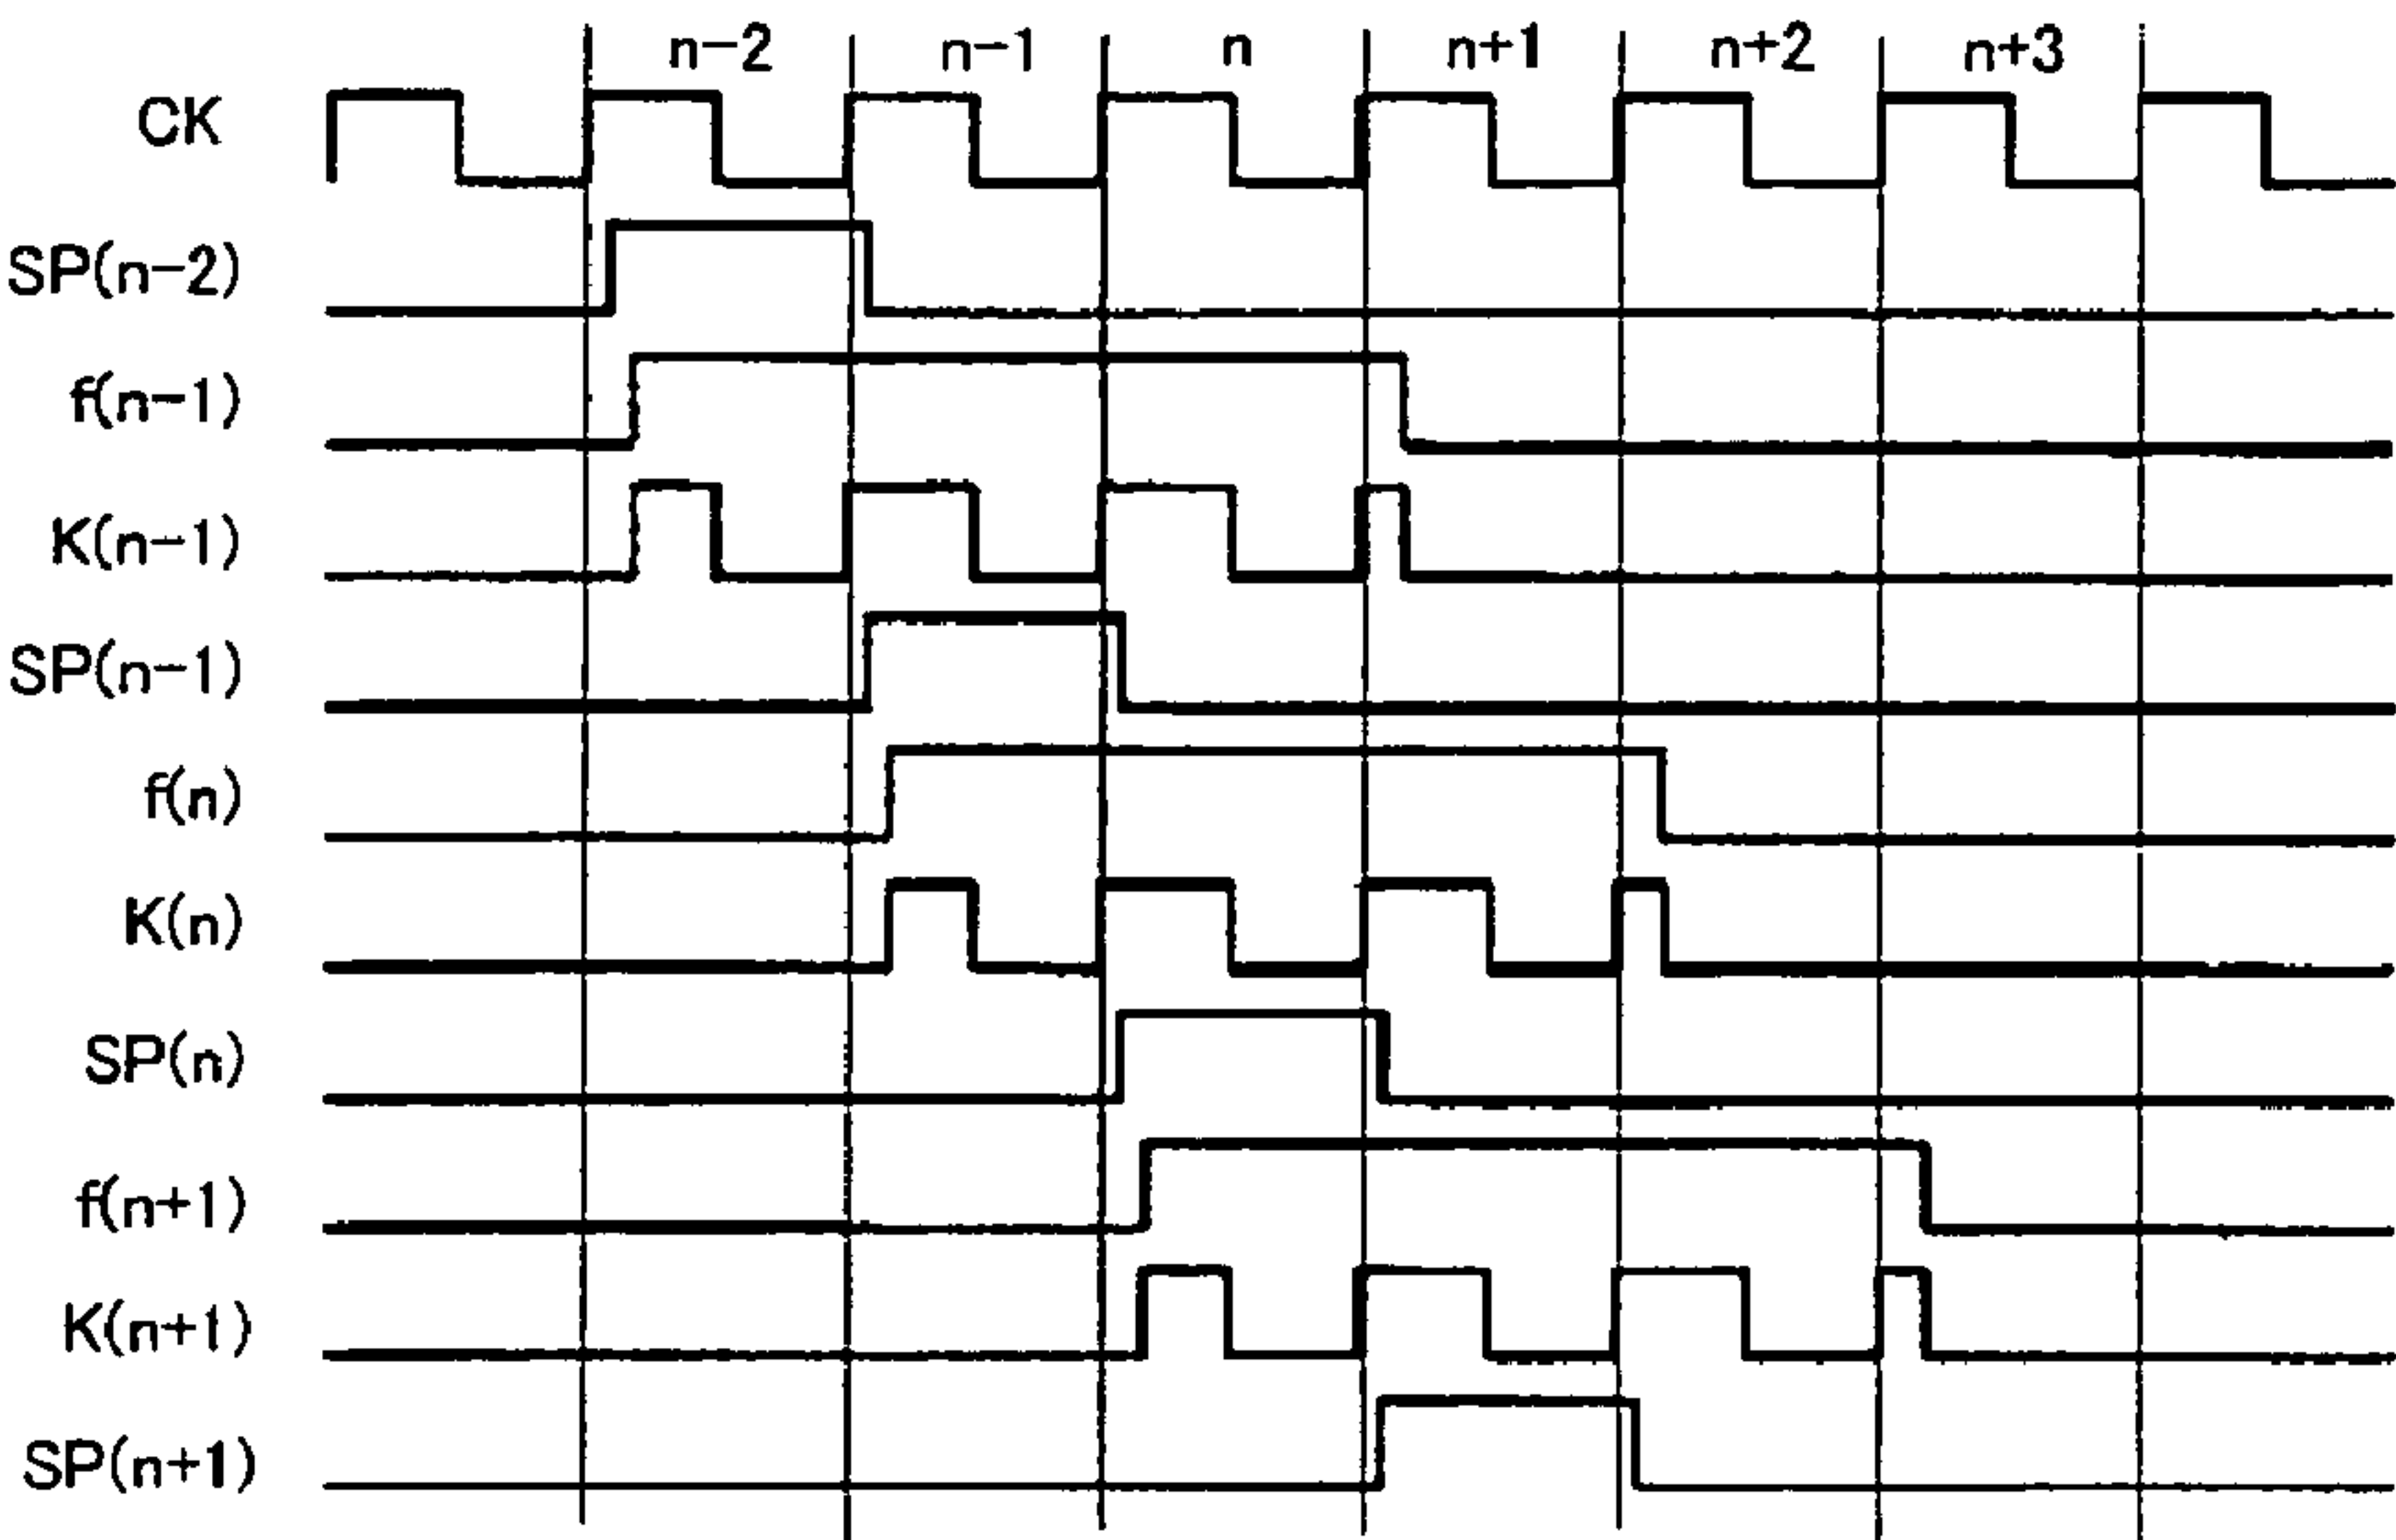 n-2 n-1 n n+1 n+2 n+3
CK
SP(n-2)
f(n-1)
K(n-1)
SP(n-1)
f(n)
K(n)
SP(n)
f(n+1)
K(n+1)
SP(n+1)